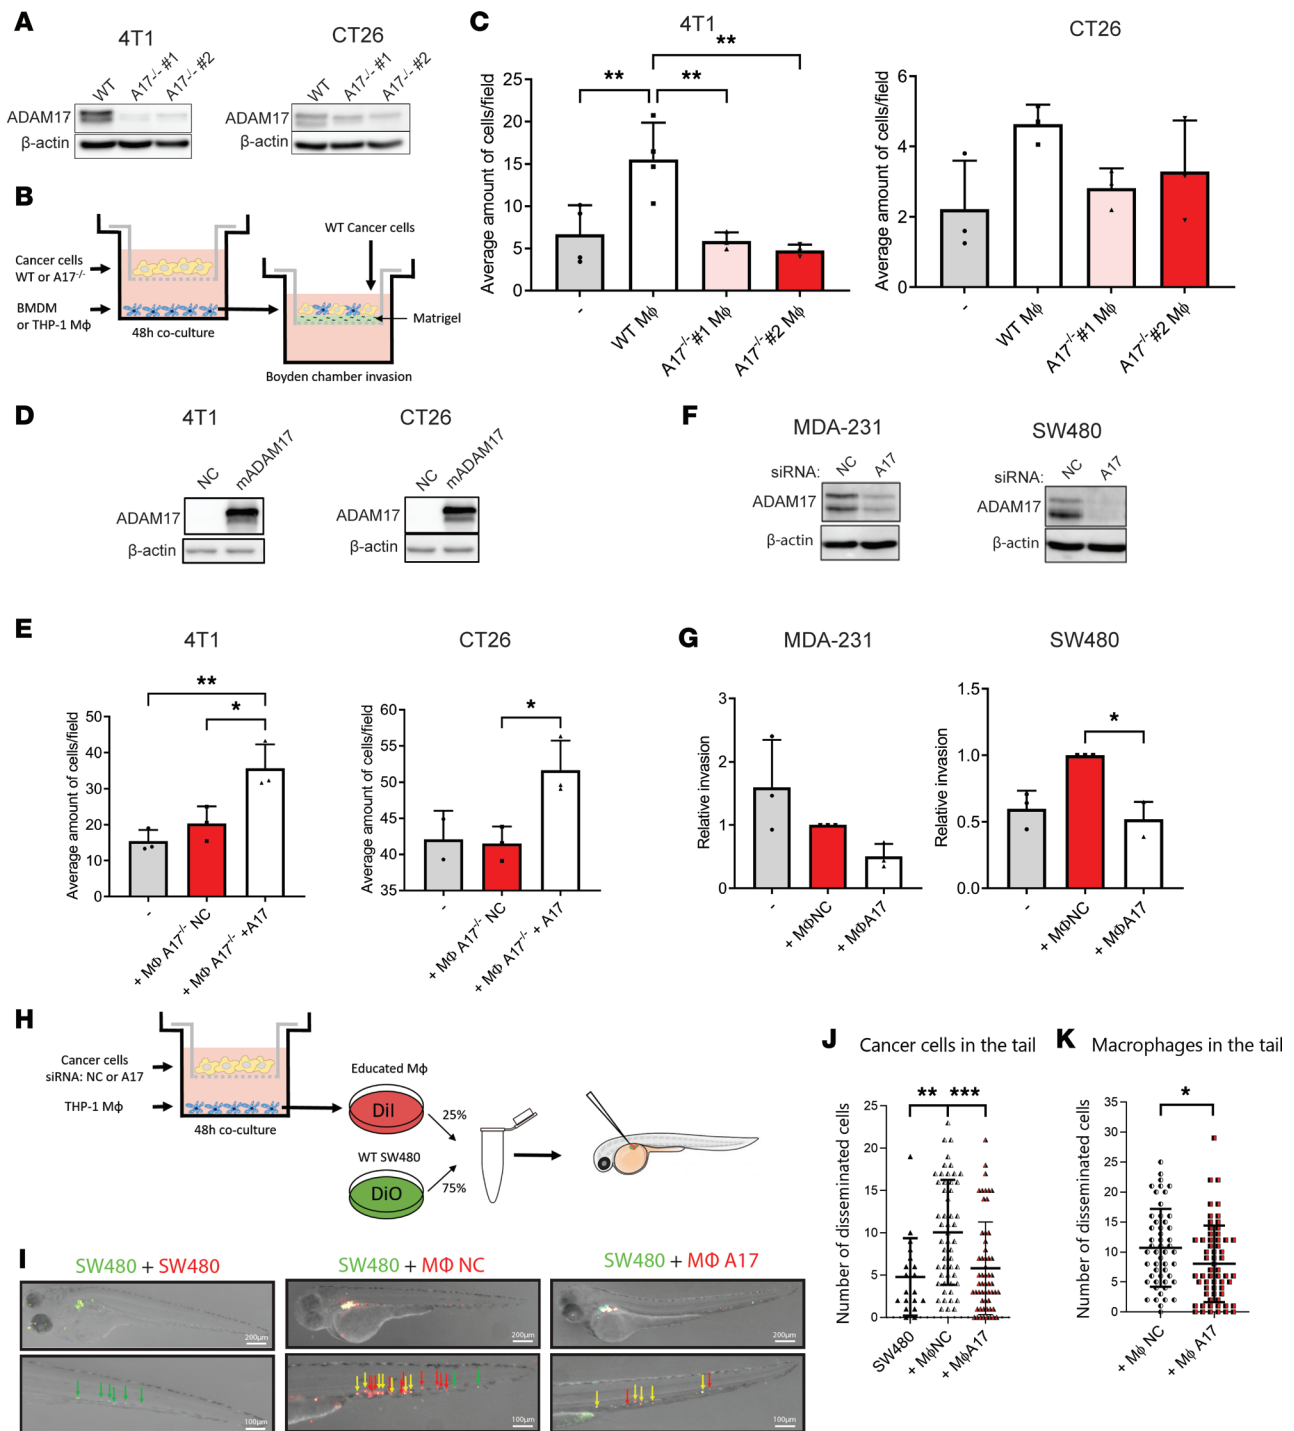 A
4T1
CT26
WT
A17-/- #1
A17-/- #2
WT
A17-/- #1
A17-/- #2
ADAM17
β-actin
ADAM17
β-actin
B
Cancer cells
WT or A17-/-
BMDM
or THP-1 Mϕ
48h co-culture
WT Cancer cells
Matrigel
Boyden chamber invasion
C
4T1
**
**
**
Average amount of cells/field
25
20
15
10
5
0
-
WT Mϕ
A17-/-#1 Mϕ
A17-/-#2 Mϕ
CT26
Average amount of cells/field
6
4
2
0
-
WT Mϕ
A17-/-#1 Mϕ
A17-/-#2 Mϕ
D
4T1
CT26
NC
mADAM17
NC
mADAM17
ADAM17
β-actin
ADAM17
β-actin
F
MDA-231
SW480
siRNA:
NC
A17
siRNA:
NC
A17
ADAM17
β-actin
ADAM17
β-actin
E
4T1
**
*
Average amount of cells/field
50
40
30
20
10
0
-
+ MΦ A17-/- NC
+ MΦ A17-/- +A17
CT26
*
Average amount of cells/field
60
55
50
45
40
35
-
+ MΦ A17-/- NC
+ MΦ A17-/- + A17
G
MDA-231
Relative invasion
3
2
1
0
-
+ MΦNC
+ MΦA17
SW480
*
Relative invasion
1.5
1.0
0.5
0.0
-
+ MΦNC
+ MΦA17
H
Cancer cells
siRNA: NC or A17
THP-1 Mϕ
48h co-culture
Educated Mϕ
DiI
25%
WT SW480
DiO
75%
I
SW480 + SW480
SW480 + MΦ NC
SW480 + MΦ A17
200µm
200µm
200µm
100µm
100µm
100µm
J
Cancer cells in the tail
**
***
Number of disseminated cells
25
20
15
10
5
0
SW480
+ MϕNC
+ MϕA17
K
Macrophages in the tail
*
Number of disseminated cells
35
30
25
20
15
10
5
0
+ Mϕ NC
+ Mϕ A17